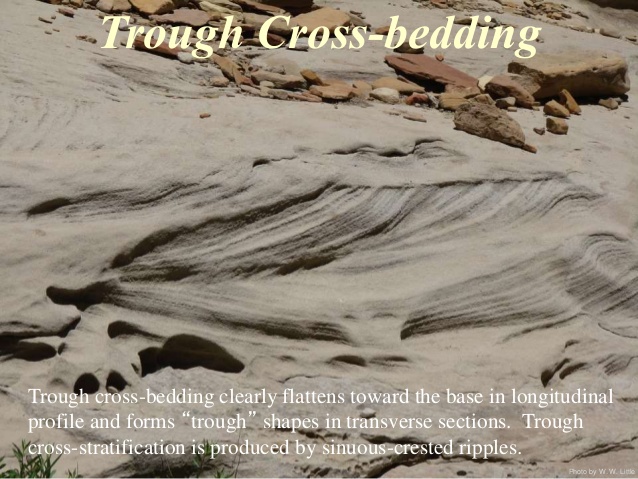 Trough Cross-bedding
Trough cross-bedding clearly flattens toward the base in longitudinal
profile and forms “trough” shapes in transverse sections. Trough
cross-stratification is produced by sinuous-crested ripples.
Photo by W. W. Little